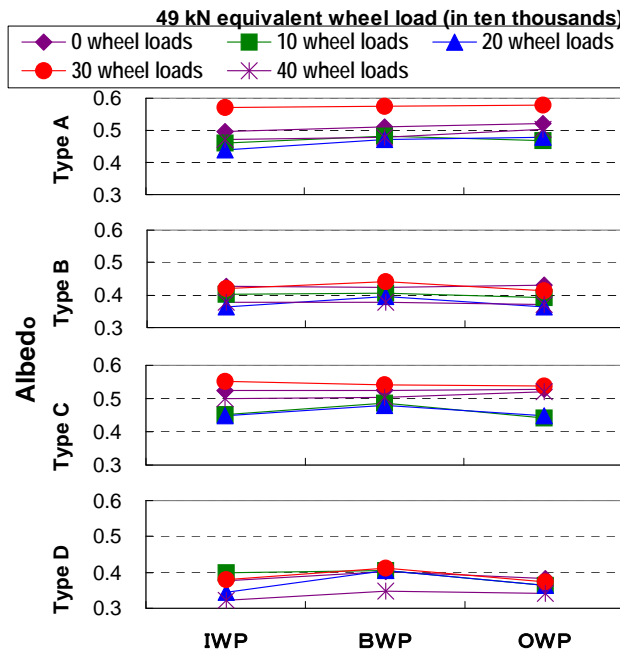 49 kN equivalent wheel load (in ten thousands)
0 wheel loads 10 wheel loads 20 wheel loads
30 wheel loads 40 wheel loads
Albedo
Type A
0.6
0.5
0.4
0.3
Type B
0.6
0.5
0.4
0.3
Type C
0.6
0.5
0.4
0.3
Type D
0.6
0.5
0.4
0.3
IWP BWP OWP